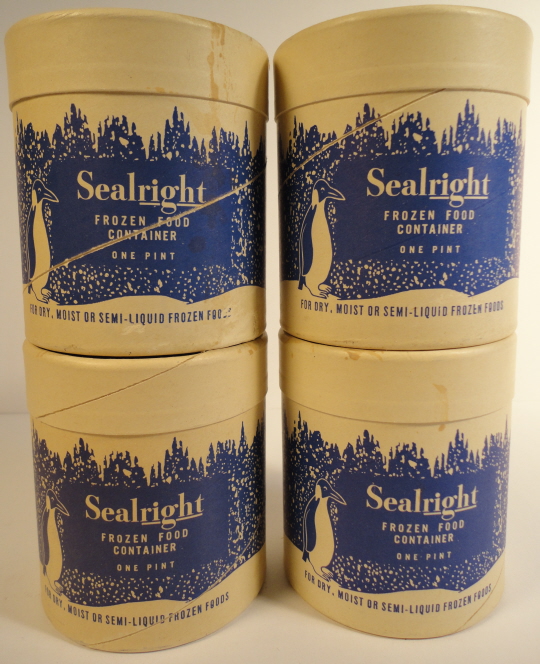 Sealright
FROZEN FOOD
CONTAINER
ONE PINT
FOR DRY, MOIST OR SEMI-LIQUID FROZEN FOODS
Sealright
FROZEN FOOD
CONTAINER
ONE PINT
FOR DRY, MOIST OR SEMI-LIQUID FROZEN FOODS
Sealright
FROZEN FOOD
CONTAINER
ONE PINT
FOR DRY, MOIST OR SEMI-LIQUID FROZEN FOODS
Sealright
FROZEN FOOD
CONTAINER
ONE PINT
FOR DRY, MOIST OR SEMI-LIQUID FROZEN FOODS